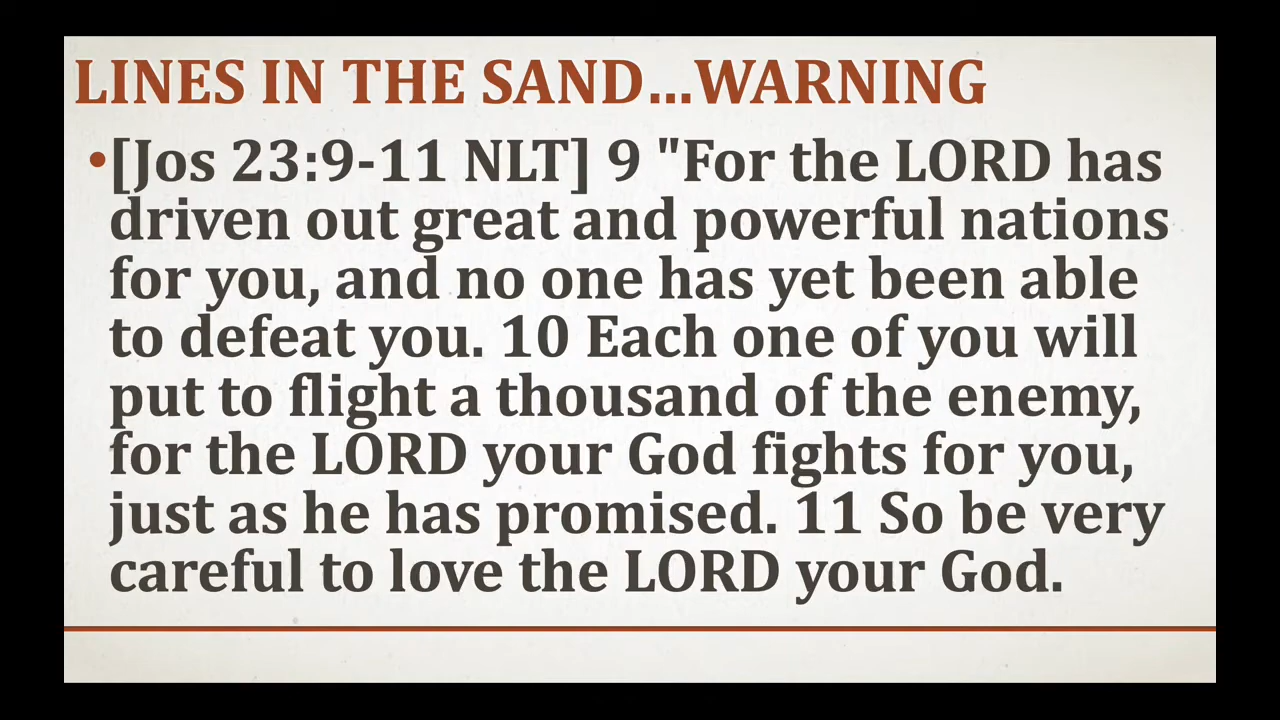 LINES IN THE SAND...WARNING
•[Jos 23:9-11 NLT] 9 "For the LORD has
driven out great and powerful nations
for you, and no one has yet been able
to defeat you. 10 Each one of you will
put to flight a thousand of the enemy,
for the LORD your God fights for you,
just as he has promised. 11 So be very
careful to love the LORD your God.